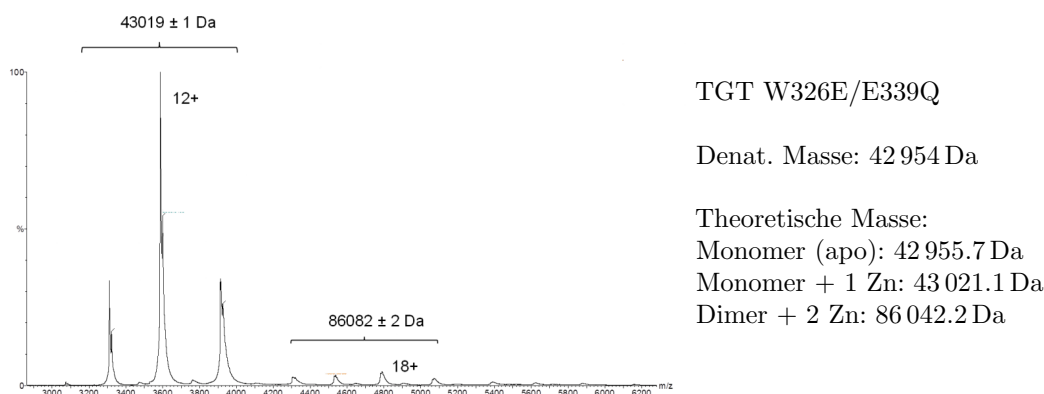 43019 ± 1 Da
100
12+
%
86082 ± 2 Da
18+
3000 3200 3400 3600 3800 4000 4200 4400 4600 4800 5000 5200 5400 5600 5800 6000 6200 m/z
TGT W326E/E339Q
Denat. Masse: 42 954 Da
Theoretische Masse:
Monomer (apo): 42 955.7 Da
Monomer + 1 Zn: 43 021.1 Da
Dimer + 2 Zn: 86 042.2 Da